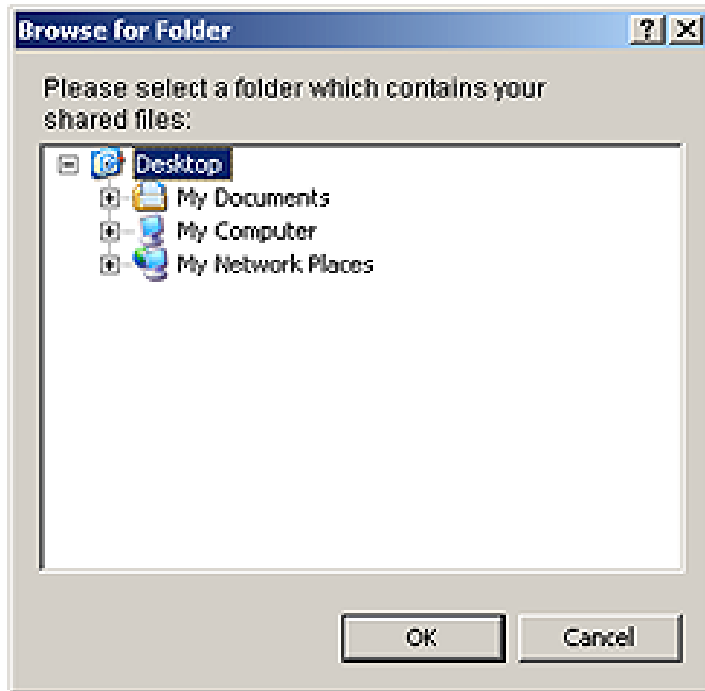 Browse for Folder
Please select a folder which contains your
shared files:
Desktop
My Documents
My Computer
My Network Places
OK
Cancel